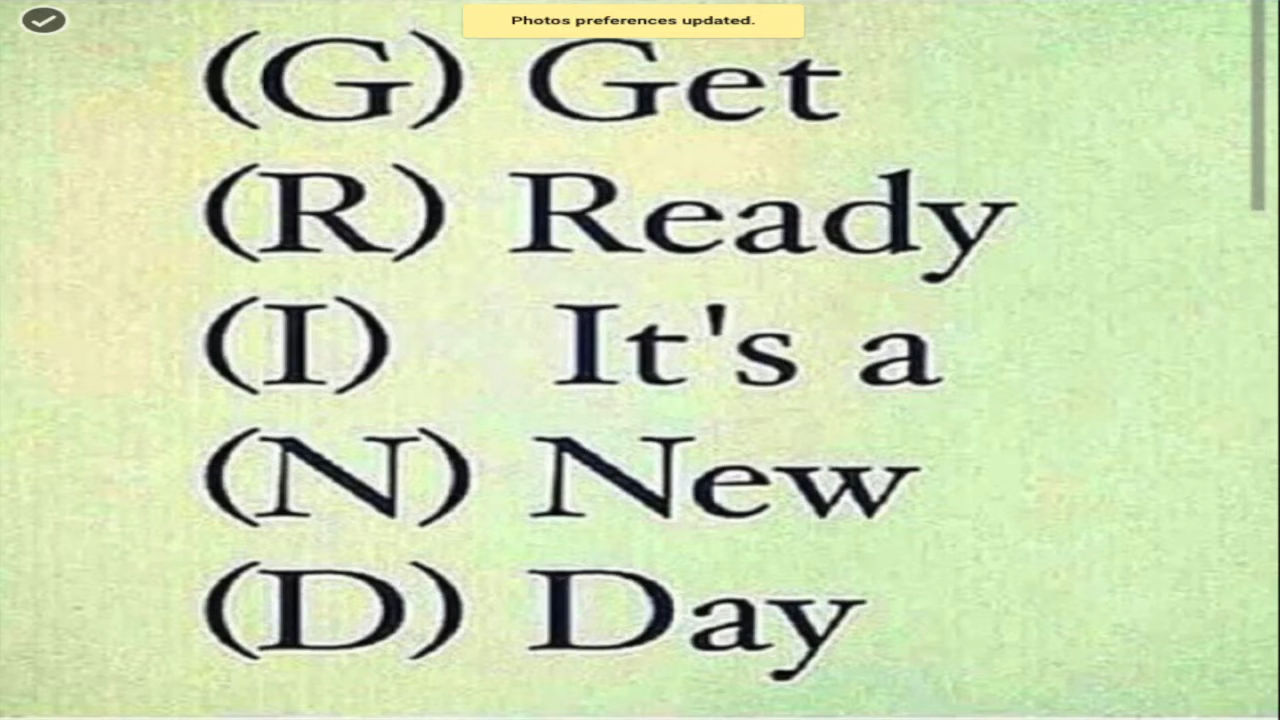 Photos preferences updated.
(G) Get
(R) Ready
(I) It's a
(N) New
(D) Day